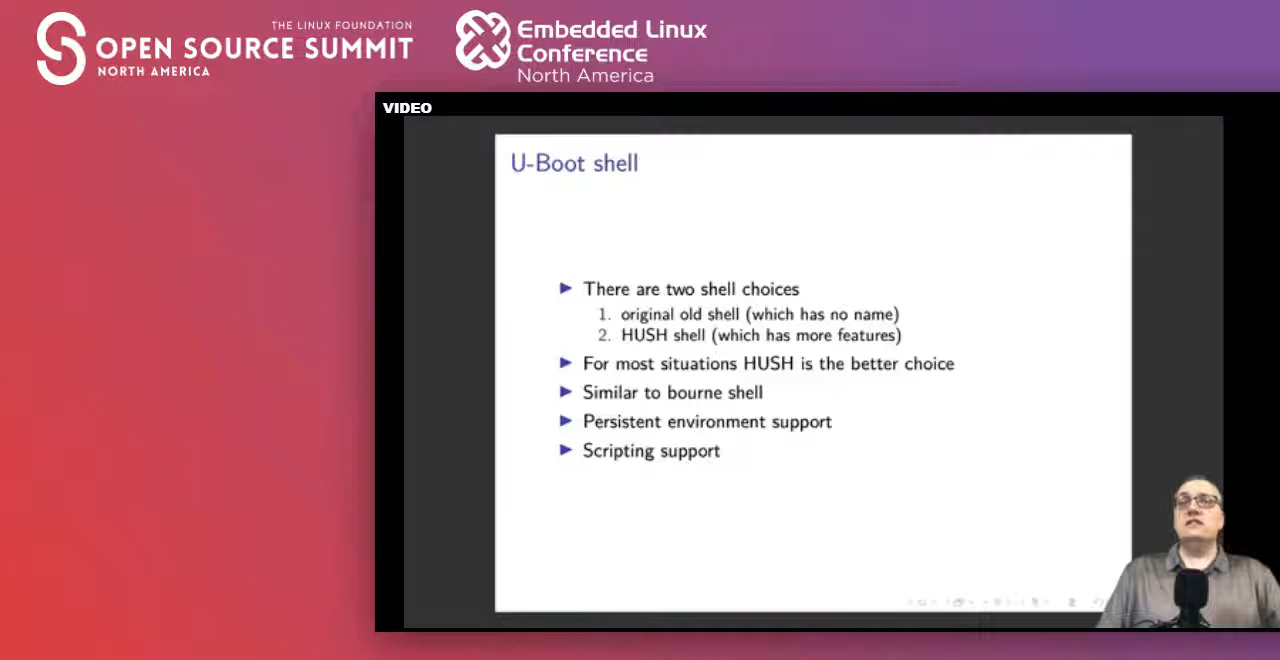 THE LINUX FOUNDATION
OPEN SOURCE SUMMIT
NORTH AMERICA
Embedded Linux
Conference
North America
VIDEO
U-Boot shell
There are two shell choices
1. original old shell (which has no name)
2. HUSH shell (which has more features)
For most situations HUSH is the better choice
Similar to bourne shell
Persistent environment support
Scripting support